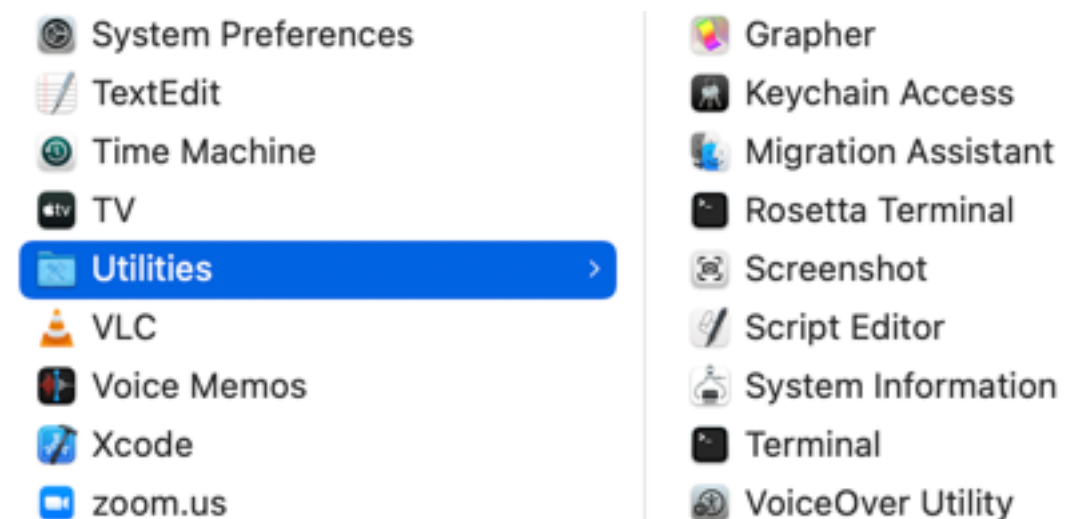 System Preferences
TextEdit
Time Machine
TV
Utilities
VLC
Voice Memos
Xcode
zoom.us
Grapher
Keychain Access
Migration Assistant
Rosetta Terminal
Screenshot
Script Editor
System Information
Terminal
VoiceOver Utility